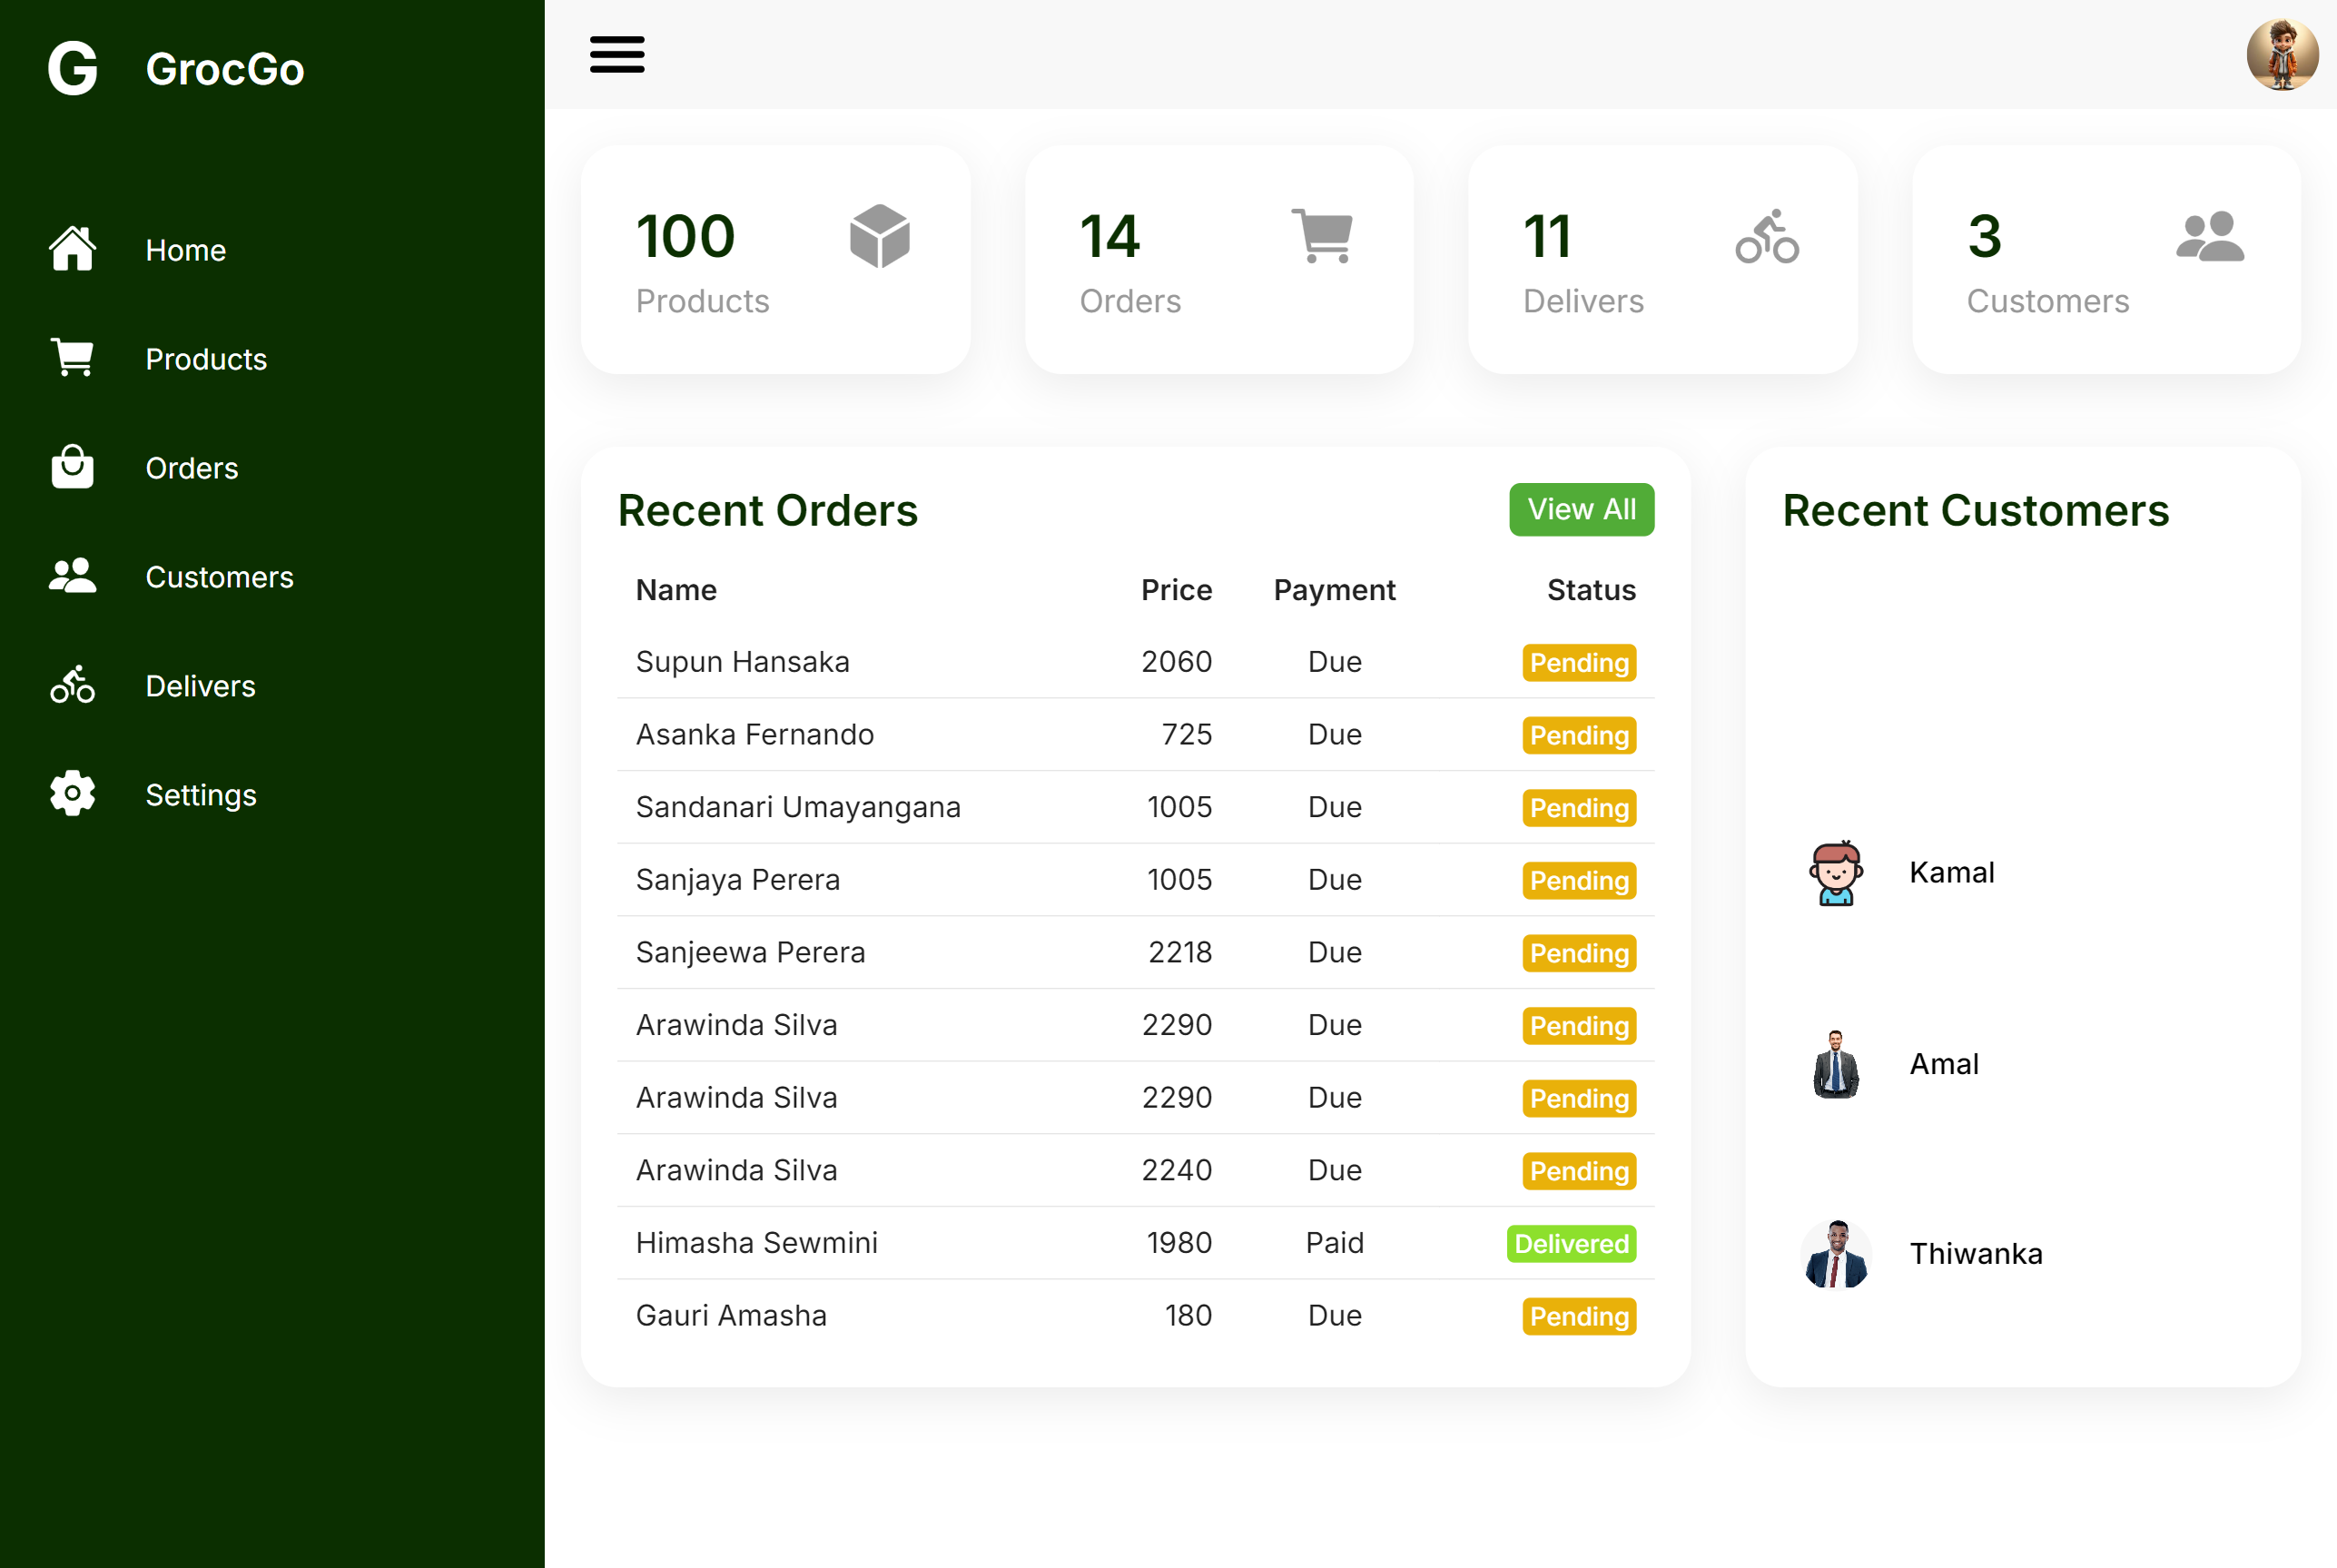 G GrocGo
Home
Products
Orders
Customers
Delivers
Settings
100
Products
14
Orders
11
Delivers
3
Customers
Recent Orders
View All
Name Price Payment Status
Supun Hansaka 2060 Due Pending
Asanka Fernando 725 Due Pending
Sandanari Umayangana 1005 Due Pending
Sanjaya Perera 1005 Due Pending
Sanjeewa Perera 2218 Due Pending
Arawinda Silva 2290 Due Pending
Arawinda Silva 2290 Due Pending
Arawinda Silva 2240 Due Pending
Himasha Sewmini 1980 Paid Delivered
Gauri Amasha 180 Due Pending
Recent Customers
Kamal
Amal
Thiwanka